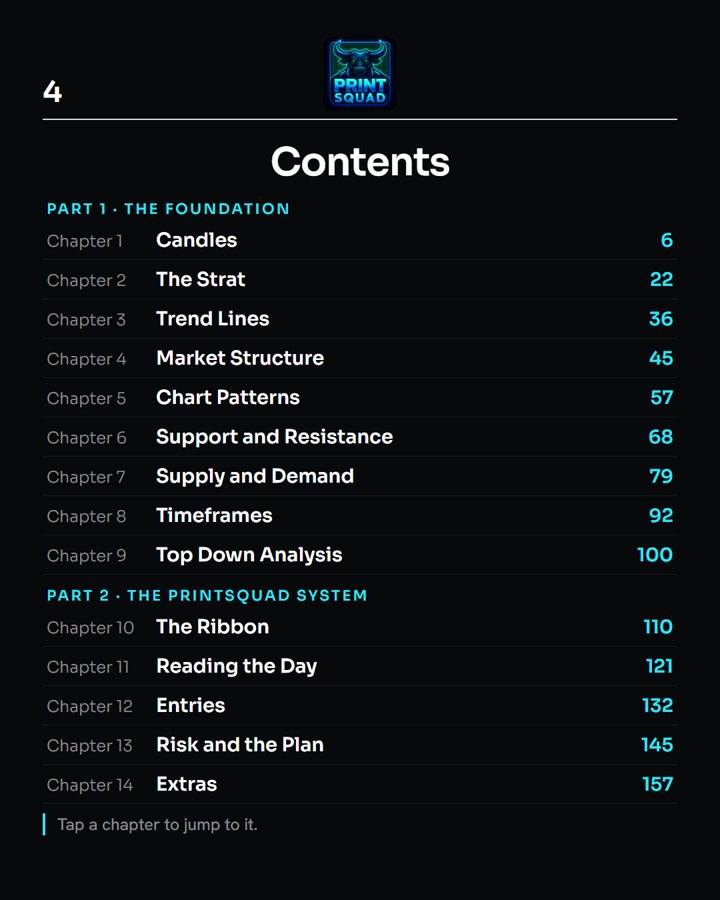 4
PRINT
SQUAD
Contents
PART 1 · THE FOUNDATION
Chapter 1 Candles 6
Chapter 2 The Strat 22
Chapter 3 Trend Lines 36
Chapter 4 Market Structure 45
Chapter 5 Chart Patterns 57
Chapter 6 Support and Resistance 68
Chapter 7 Supply and Demand 79
Chapter 8 Timeframes 92
Chapter 9 Top Down Analysis 100
PART 2 · THE PRINTSQUAD SYSTEM
Chapter 10 The Ribbon 110
Chapter 11 Reading the Day 121
Chapter 12 Entries 132
Chapter 13 Risk and the Plan 145
Chapter 14 Extras 157
Tap a chapter to jump to it.